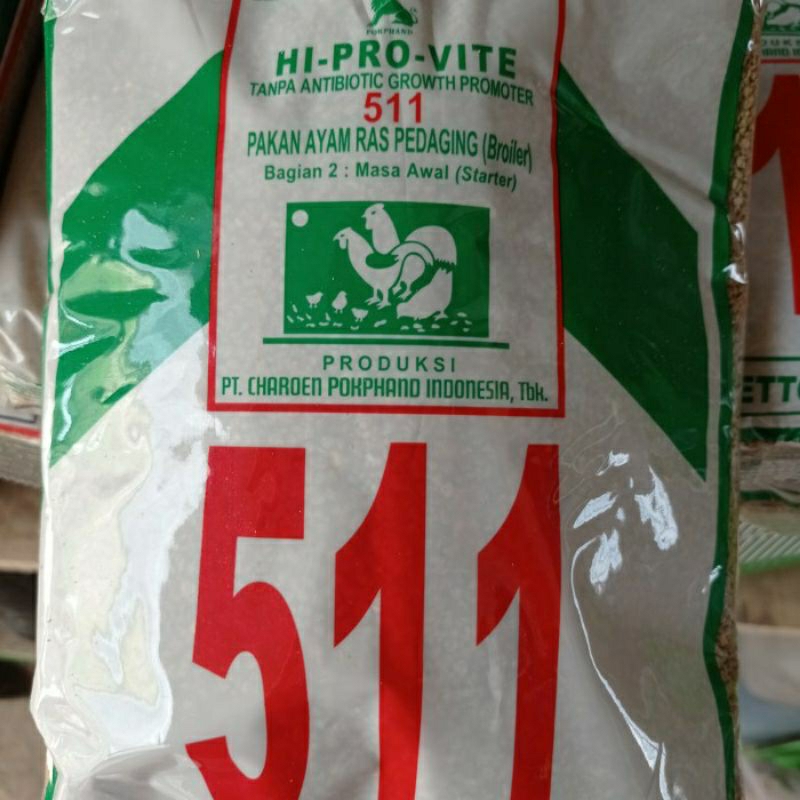 POKPHAND
HI-PRO-VITE
TANPA ANTIBIOTIC GROWTH PROMOTER
511
PAKAN AYAM RAS PEDAGING (Broiler)
Bagian 2 : Masa Awal (Starter)
PRODUKSI
PT. CHAROEN POKPHAND INDONESIA, Tbk.
511